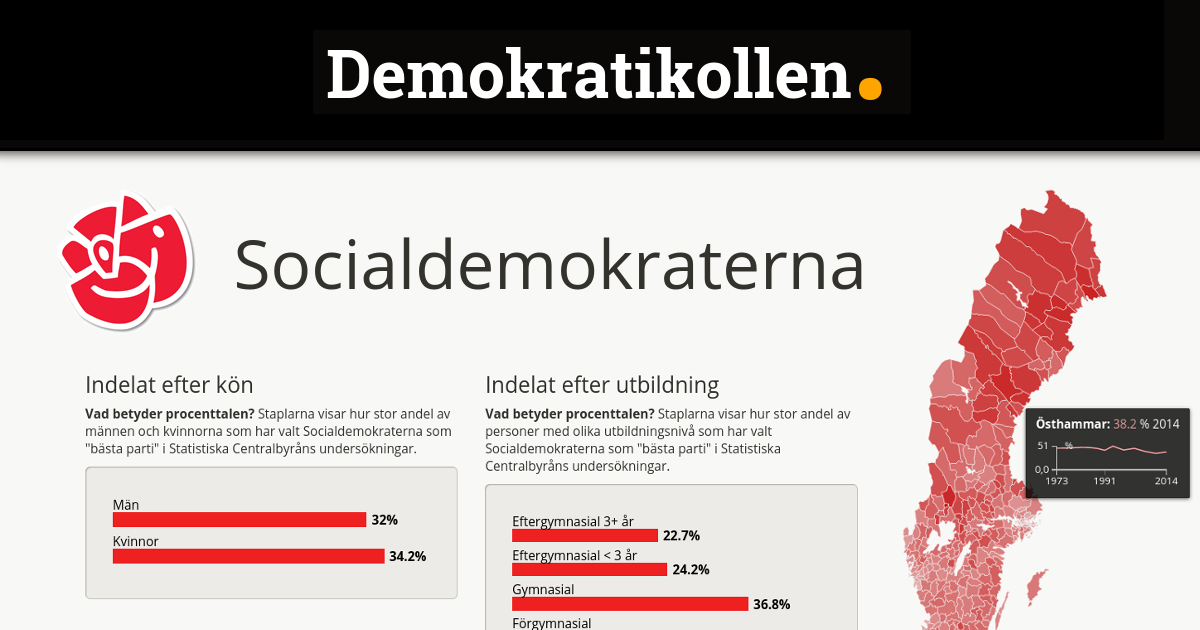 Demokratikollen.
Socialdemokraterna
Indelat efter kön
Vad betyder procenttalen? Staplarna visar hur stor andel av
männen och kvinnorna som har valt Socialdemokraterna som
"bästa parti" i Statistiska Centralbyråns undersökningar.
Män
32%
Kvinnor
34.2%
Indelat efter utbildning
Vad betyder procenttalen? Staplarna visar hur stor andel av
personer med olika utbildningsnivå som har valt
Socialdemokraterna som "bästa parti" i Statistiska
Centralbyråns undersökningar.
Eftergymnasial 3+ år
22.7%
Eftergymnasial < 3 år
24.2%
Gymnasial
36.8%
Förgymnasial
Östhammar: 38.2 % 2014
51 %
0,0
1973 1991 2014